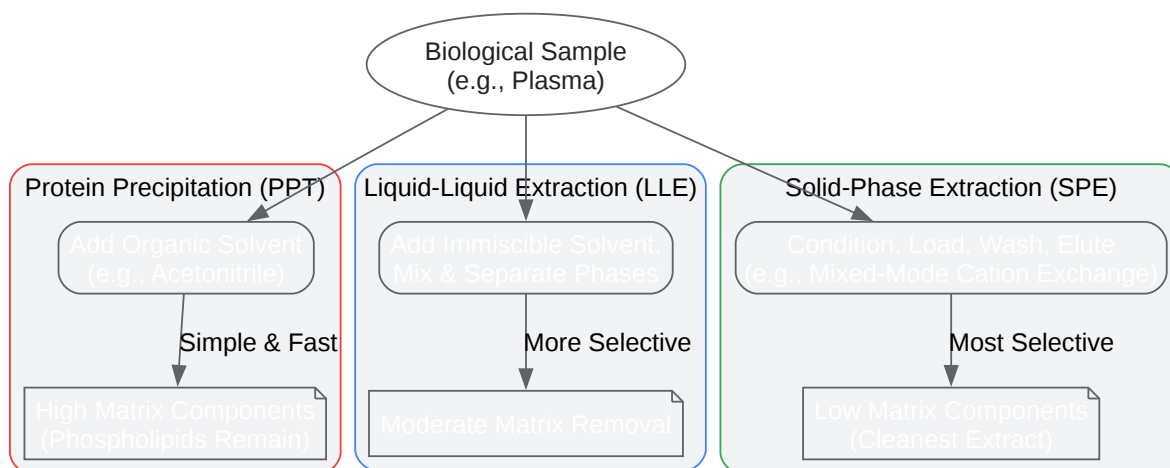 Biological Sample
(e.g., Plasma)
Protein Precipitation (PPT)
Add Organic Solvent
(e.g., Acetonitrile)
Simple & Fast
High Matrix Components
(Phospholipids Remain)
Liquid-Liquid Extraction (LLE)
Add Immiscible Solvent,
Mix & Separate Phases
More Selective
Moderate Matrix Removal
Solid-Phase Extraction (SPE)
Condition, Load, Wash, Elute
(e.g., Mixed-Mode Cation Exchange)
Most Selective
Low Matrix Components
(Cleanest Extract)